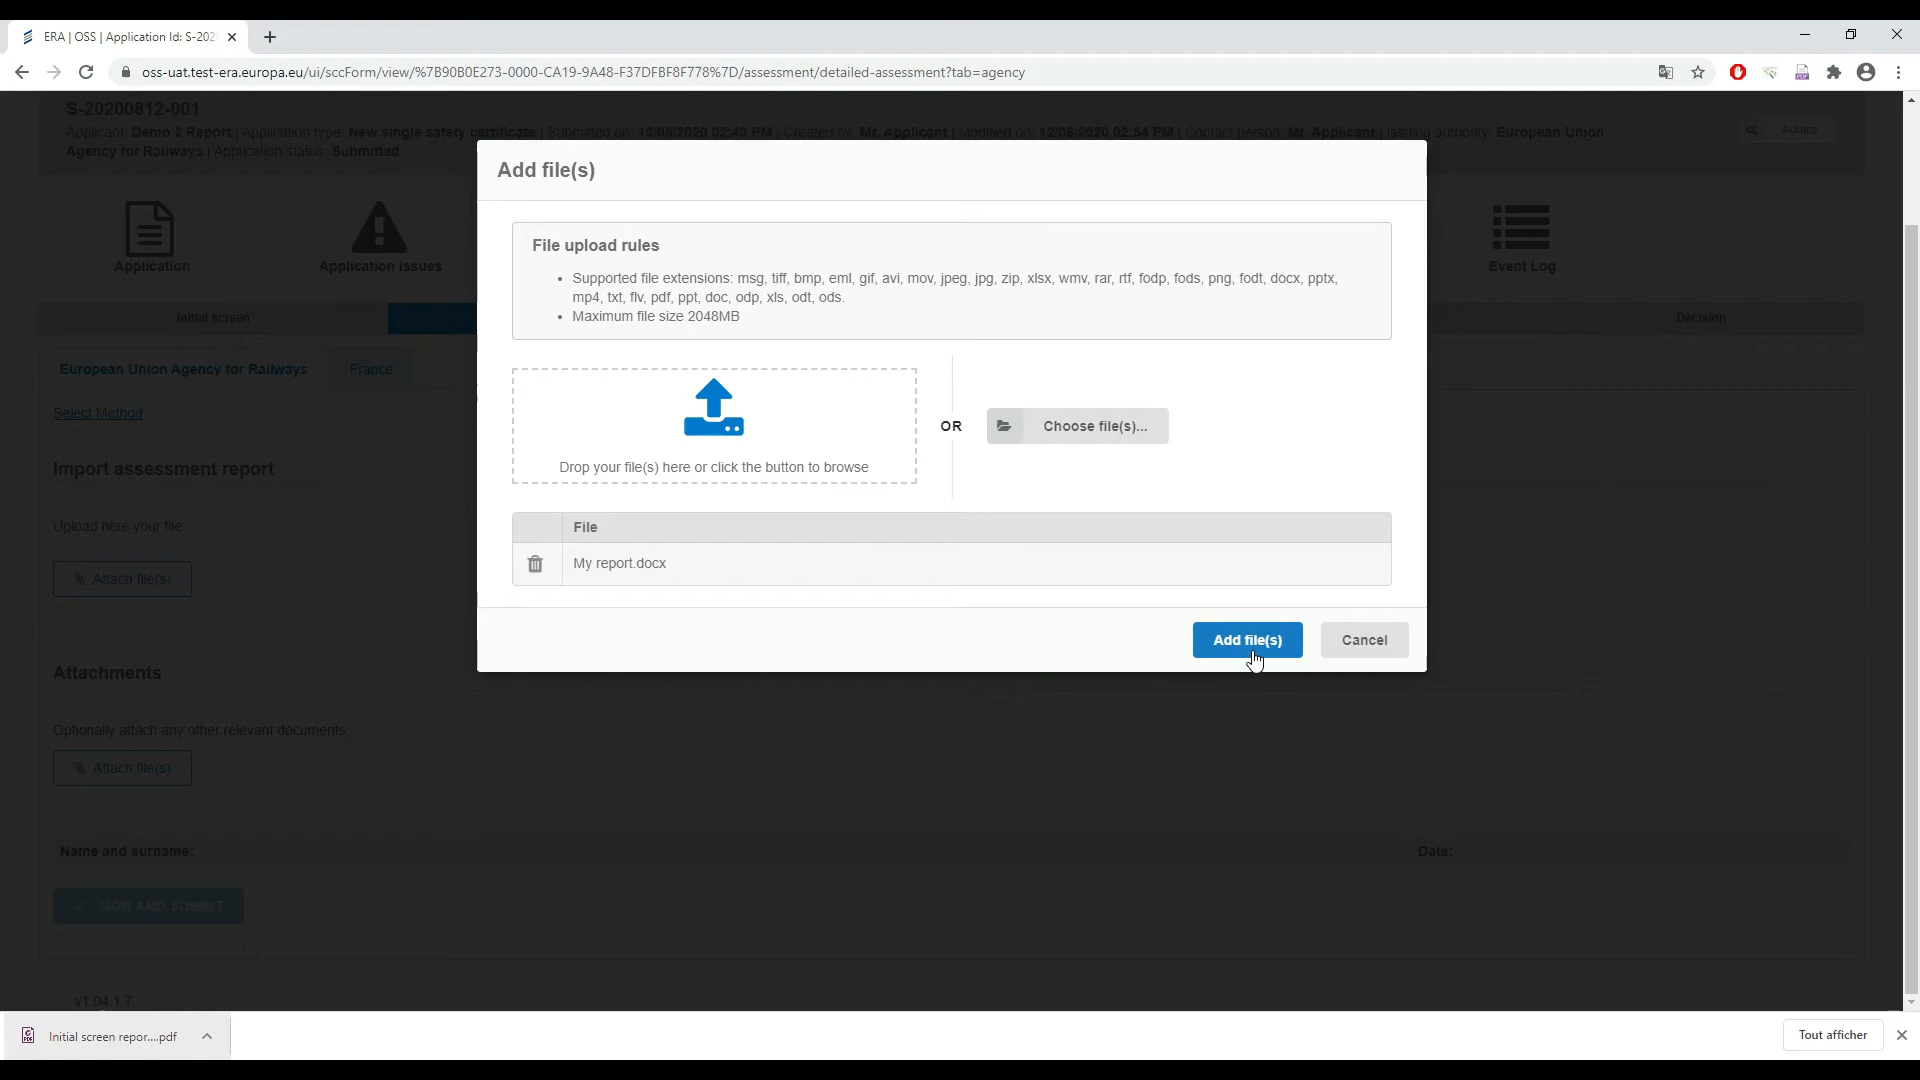 ERA | OSS | Application Id: S-202
oss-uat.test-era.europa.eu/ui/sccForm/view/%7B90B0E273-0000-CA19-9A48-F37DFBF8F778%7D/assessment/detailed-assessment?tab=agency
S-20200812-001
Applicant: Demo 2 Report | Application type: New single safety certificate | Submitted on: 12/08/2020 02:43 PM | Created by: Mr. Applicant | Modified on: 12/08/2020 02:54 PM | Contact person: Mr. Applicant | Issuing authority: European Union
Agency for Railways | Application status: Submitted
Actions
Add file(s)
Application
Application issues
Event Log
File upload rules
• Supported file extensions: msg, tiff, bmp, eml, gif, avi, mov, jpeg, jpg, zip, xlsx, wmv, rar, rtf, fodp, fods, png, fodt, docx, pptx,
mp4, txt, flv, pdf, ppt, doc, odp, xls, odt, ods.
• Maximum file size 2048MB
Initial screen
Decision
European Union Agency for Railways
France
Select Method
Drop your file(s) here or click the button to browse
OR
Choose file(s)...
Import assessment report
Upload here your file
Attach file(s)
File
My report.docx
Add file(s)
Cancel
Attachments
Optionally attach any other relevant documents
Attach file(s)
Name and surname:
Date:
SIGN AND SUBMIT
v1.04.1.7
Initial screen repor....pdf
Tout afficher